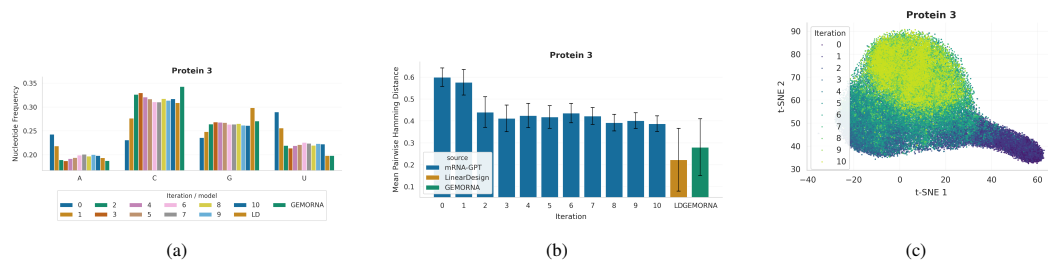 Protein 3
Nucleotide Frequency
0.35
0.30
0.25
0.20
A C G U
Iteration / model
0 2 4 6 8 10 GEMORNA
1 3 5 7 9 LD
(a)
Protein 3
Mean Pairwise Hamming Distance
0.6
0.5
0.4
0.3
0.2
0.1
source
mRNA-GPT
LinearDesign
GEMORNA
0 1 2 3 4 5 6 7 8 9 10 LDGEMORNA
Iteration
(b)
Protein 3
t-SNE 2
90
80
70
60
50
40
30
Iteration
0
1
2
3
4
5
6
7
8
9
10
−40 −20 0 20 40 60
t-SNE 1
(c)